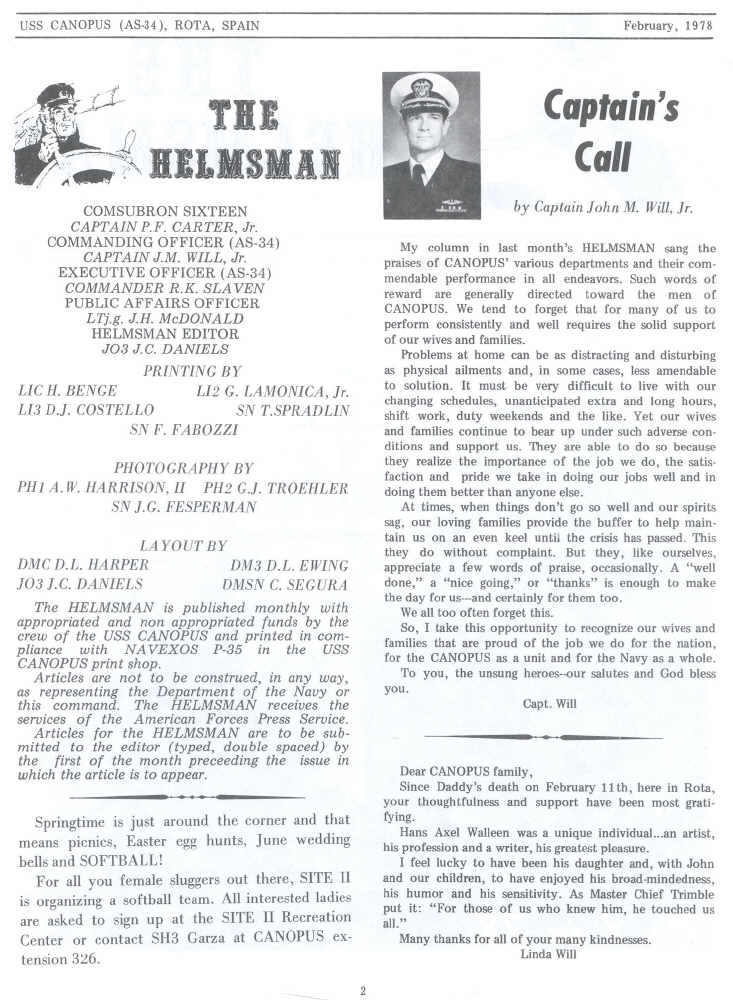 USS CANOPUS (AS-34), ROTA, SPAIN
February, 1978
THE
HELMSMAN
COMSUBRON SIXTEEN
CAPTAIN P.F. CARTER, Jr.
COMMANDING OFFICER (AS-34)
CAPTAIN J.M. WILL, Jr.
EXECUTIVE OFFICER (AS-34)
COMMANDER R.K. SLAVEN
PUBLIC AFFAIRS OFFICER
LTj.g. J.H. McDONALD
HELMSMAN EDITOR
JO3 J.C. DANIELS
PRINTING BY
LIC H. BENGE LI2 G. LAMONICA, Jr.
LI3 D.J. COSTELLO SN T.SPRADLIN
SN F. FABOZZI
PHOTOGRAPHY BY
PH1 A.W. HARRISON, II PH2 G.J. TROEHLER
SN J.G. FESPERMAN
LAYOUT BY
DMC D.L. HARPER DM3 D.L. EWING
JO3 J.C. DANIELS DMSN C. SEGURA
The HELMSMAN is published monthly with
appropriated and non appropriated funds by the
crew of the USS CANOPUS and printed in com-
pliance with NAVEXOS P-35 in the USS
CANOPUS print shop.
Articles are not to be construed, in any way,
as representing the Department of the Navy or
this command. The HELMSMAN receives the
services of the American Forces Press Service.
Articles for the HELMSMAN are to be sub-
mitted to the editor (typed, double spaced) by
the first of the month preceeding the issue in
which the article is to appear.
Springtime is just around the corner and that
means picnics, Easter egg hunts, June wedding
bells and SOFTBALL!
For all you female sluggers out there, SITE II
is organizing a softball team. All interested ladies
are asked to sign up at the SITE II Recreation
Center or contact SH3 Garza at CANOPUS ex-
tension 326.
Captain's
Call
by Captain John M. Will, Jr.
My column in last month's HELMSMAN sang the
praises of CANOPUS' various departments and their com-
mendable performance in all endeavors. Such words of
reward are generally directed toward the men of
CANOPUS. We tend to forget that for many of us to
perform consistently and well requires the solid support
of our wives and families.
Problems at home can be as distracting and disturbing
as physical ailments and, in some cases, less amendable
to solution. It must be very difficult to live with our
changing schedules, unanticipated extra and long hours,
shift work, duty weekends and the like. Yet our wives
and families continue to bear up under such adverse con-
ditions and support us. They are able to do so because
they realize the importance of the job we do, the satis-
faction and pride we take in doing our jobs well and in
doing them better than anyone else.
At times, when things don't go so well and our spirits
sag, our loving families provide the buffer to help main-
tain us on an even keel until the crisis has passed. This
they do without complaint. But they, like ourselves,
appreciate a few words of praise, occasionally. A "well
done," a "nice going," or "thanks" is enough to make
the day for us---and certainly for them too.
We all too often forget this.
So, I take this opportunity to recognize our wives and
families that are proud of the job we do for the nation,
for the CANOPUS as a unit and for the Navy as a whole.
To you, the unsung heroes--our salutes and God bless
you.
Capt. Will
Dear CANOPUS family,
Since Daddy's death on February 11th, here in Rota,
your thoughtfulness and support have been most grati-
fying.
Hans Axel Walleen was a unique individual...an artist,
his profession and a writer, his greatest pleasure.
I feel lucky to have been his daughter and, with John
and our children, to have enjoyed his broad-mindedness,
his humor and his sensitivity. As Master Chief Trimble
put it: "For those of us who knew him, he touched us
all."
Many thanks for all of your many kindnesses.
Linda Will
2